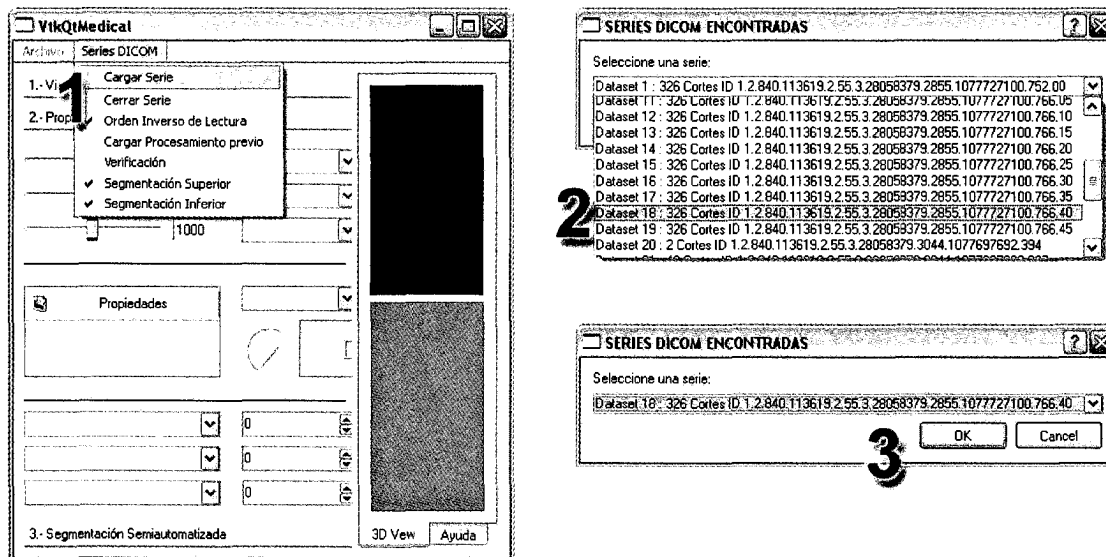 VtkQtMedical
Archivo Series DICOM
1.- Vi
Cargar Serie
Cerrar Serie
2.- Prop
Orden Inverso de Lectura
Cargar Procesamiento previo
Verificación
Segmentación Superior
Segmentación Inferior
1
1000
Propiedades
0
0
0
3.- Segmentación Semiautomatizada
3D View Ayuda
SERIES DICOM ENCONTRADAS
Seleccione una serie:
Dataset 1 : 326 Cortes ID 1.2.840.113619.2.55.3.28058379.2855.1077727100.752.00
Dataset 11 : 326 Cortes ID 1.2.840.113619.2.55.3.28058379.2855.1077727100.766.05
Dataset 12 : 326 Cortes ID 1.2.840.113619.2.55.3.28058379.2855.1077727100.766.10
Dataset 13 : 326 Cortes ID 1.2.840.113619.2.55.3.28058379.2855.1077727100.766.15
Dataset 14 : 326 Cortes ID 1.2.840.113619.2.55.3.28058379.2855.1077727100.766.20
Dataset 15 : 326 Cortes ID 1.2.840.113619.2.55.3.28058379.2855.1077727100.766.25
Dataset 16 : 326 Cortes ID 1.2.840.113619.2.55.3.28058379.2855.1077727100.766.30
Dataset 17 : 326 Cortes ID 1.2.840.113619.2.55.3.28058379.2855.1077727100.766.35
Dataset 18 : 326 Cortes ID 1.2.840.113619.2.55.3.28058379.2855.1077727100.766.40
Dataset 19 : 326 Cortes ID 1.2.840.113619.2.55.3.28058379.2855.1077727100.766.45
Dataset 20 : 2 Cortes ID 1.2.840.113619.2.55.3.28058379.3044.1077697692.394
2
SERIES DICOM ENCONTRADAS
Seleccione una serie:
Dataset 18 : 326 Cortes ID 1.2.840.113619.2.55.3.28058379.2855.1077727100.766.40
3
OK Cancel